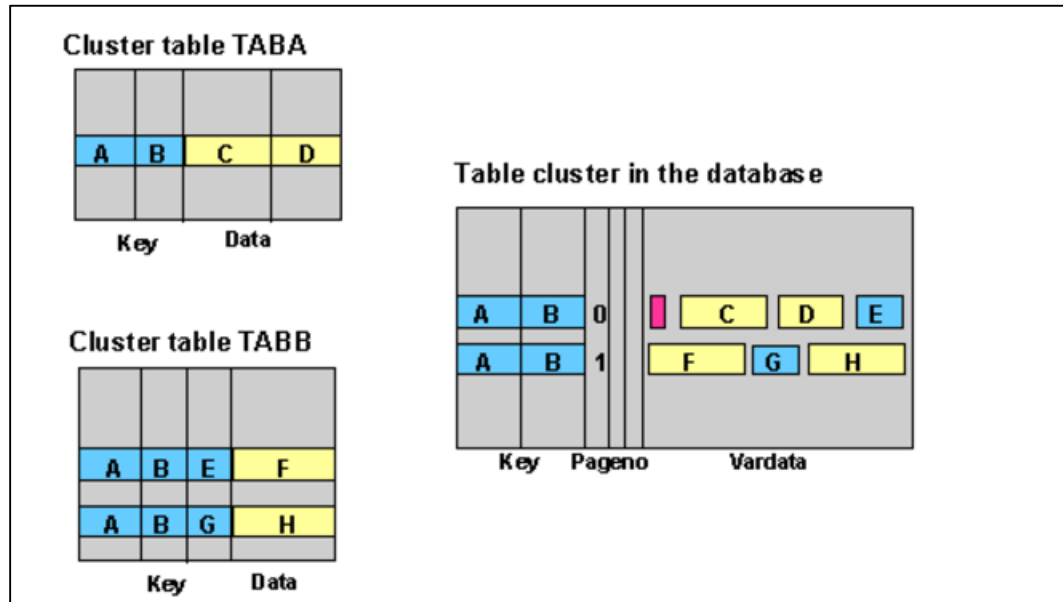 Cluster table TABA
A B C D
Key Data
Table cluster in the database
A B 0 C D E
A B 1 F G H
Key Pageno Vardata
Cluster table TABB
A B E F
A B G H
Key Data